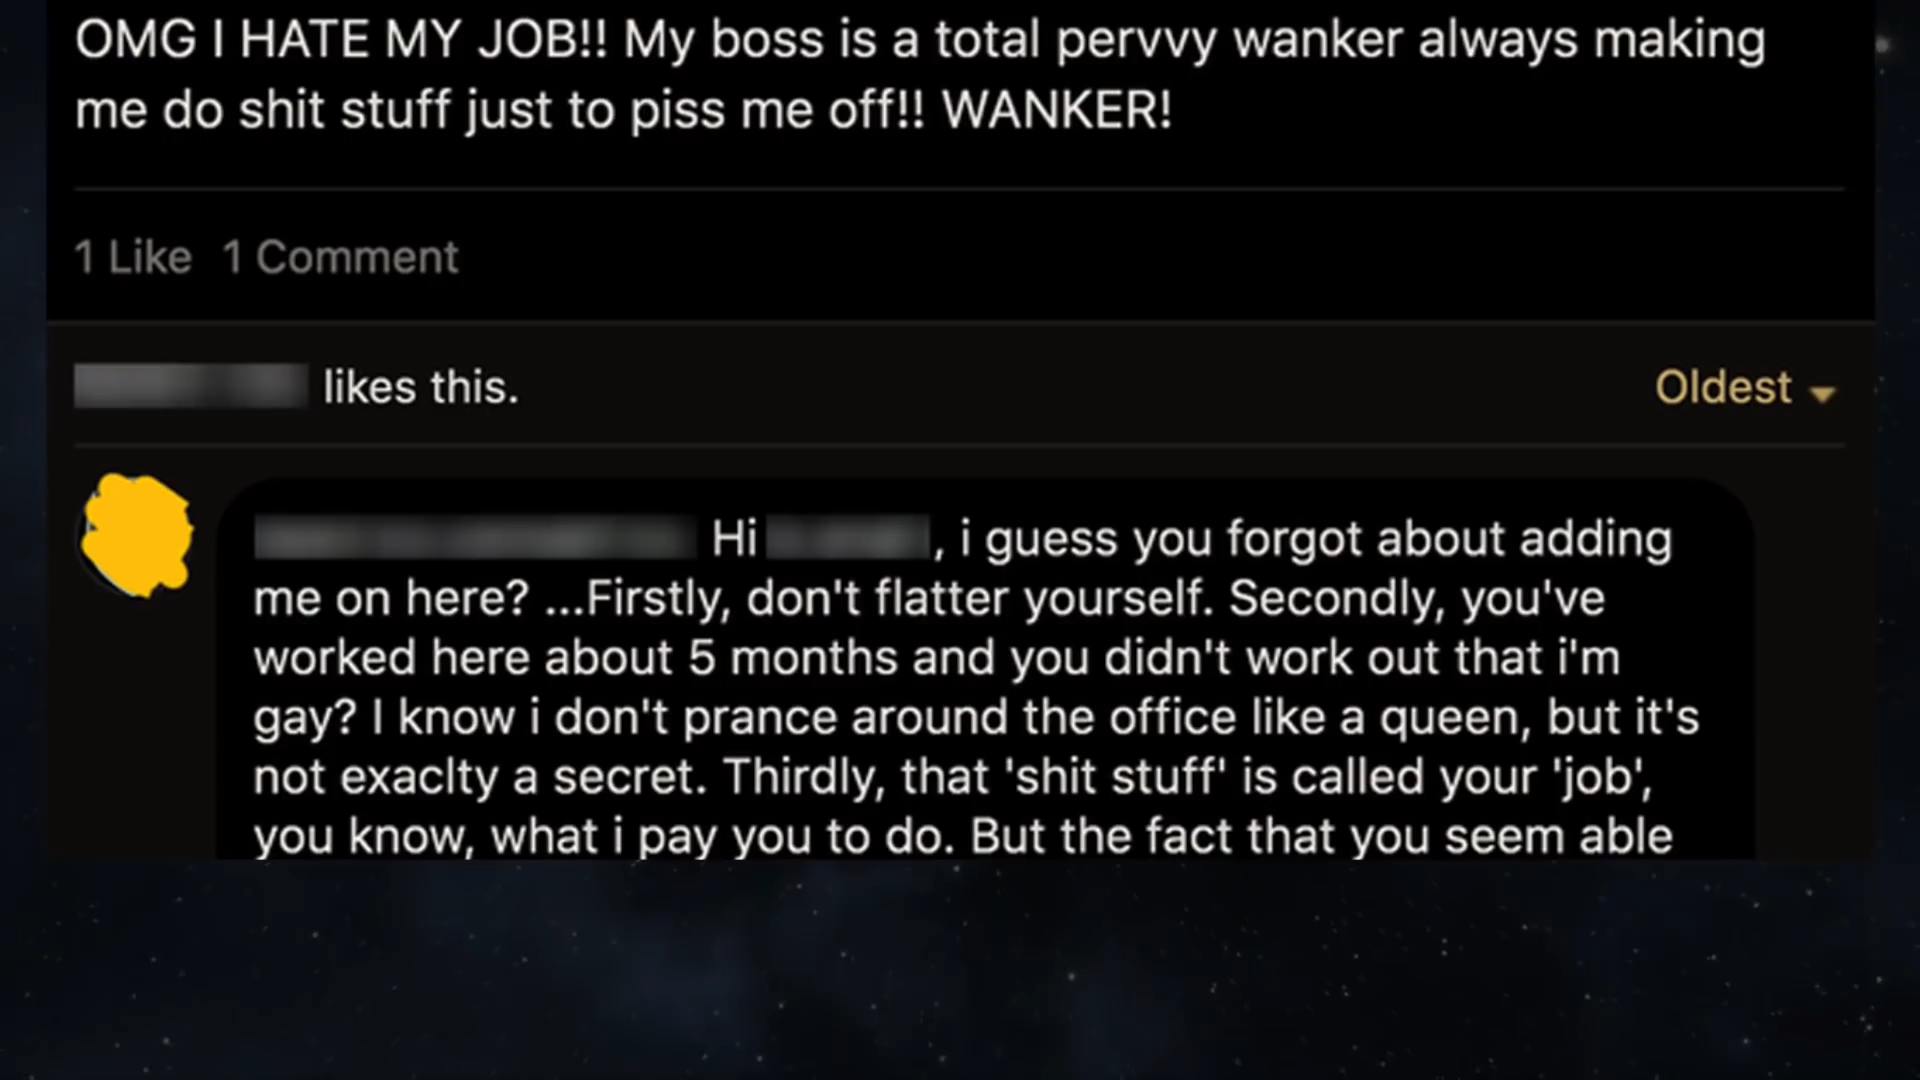 OMG I HATE MY JOB!! My boss is a total pervvy wanker always making
me do shit stuff just to piss me off!! WANKER!
1 Like 1 Comment
likes this.
Oldest
Hi , i guess you forgot about adding
me on here? ...Firstly, don't flatter yourself. Secondly, you've
worked here about 5 months and you didn't work out that i'm
gay? I know i don't prance around the office like a queen, but it's
not exaclty a secret. Thirdly, that 'shit stuff' is called your 'job',
you know, what i pay you to do. But the fact that you seem able